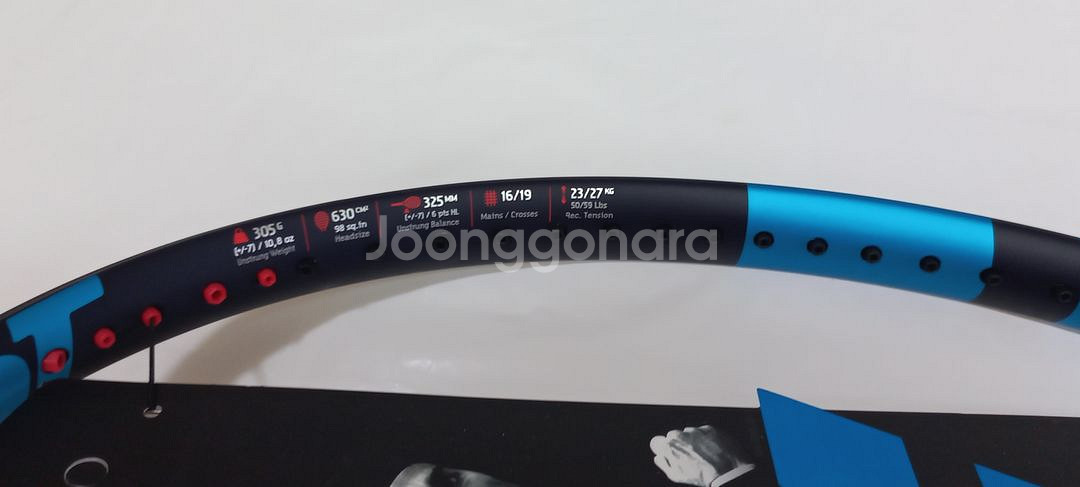 305 G
(+/-7) / 10,8 oz
Unstrung Weight
630 CM²
98 sq.in
Headsize
325 MM
(+/-7) / 6 pts HL
Unstrung Balance
16/19
Mains / Crosses
23/27 KG
50/59 Lbs
Rec. Tension
Joonggonara